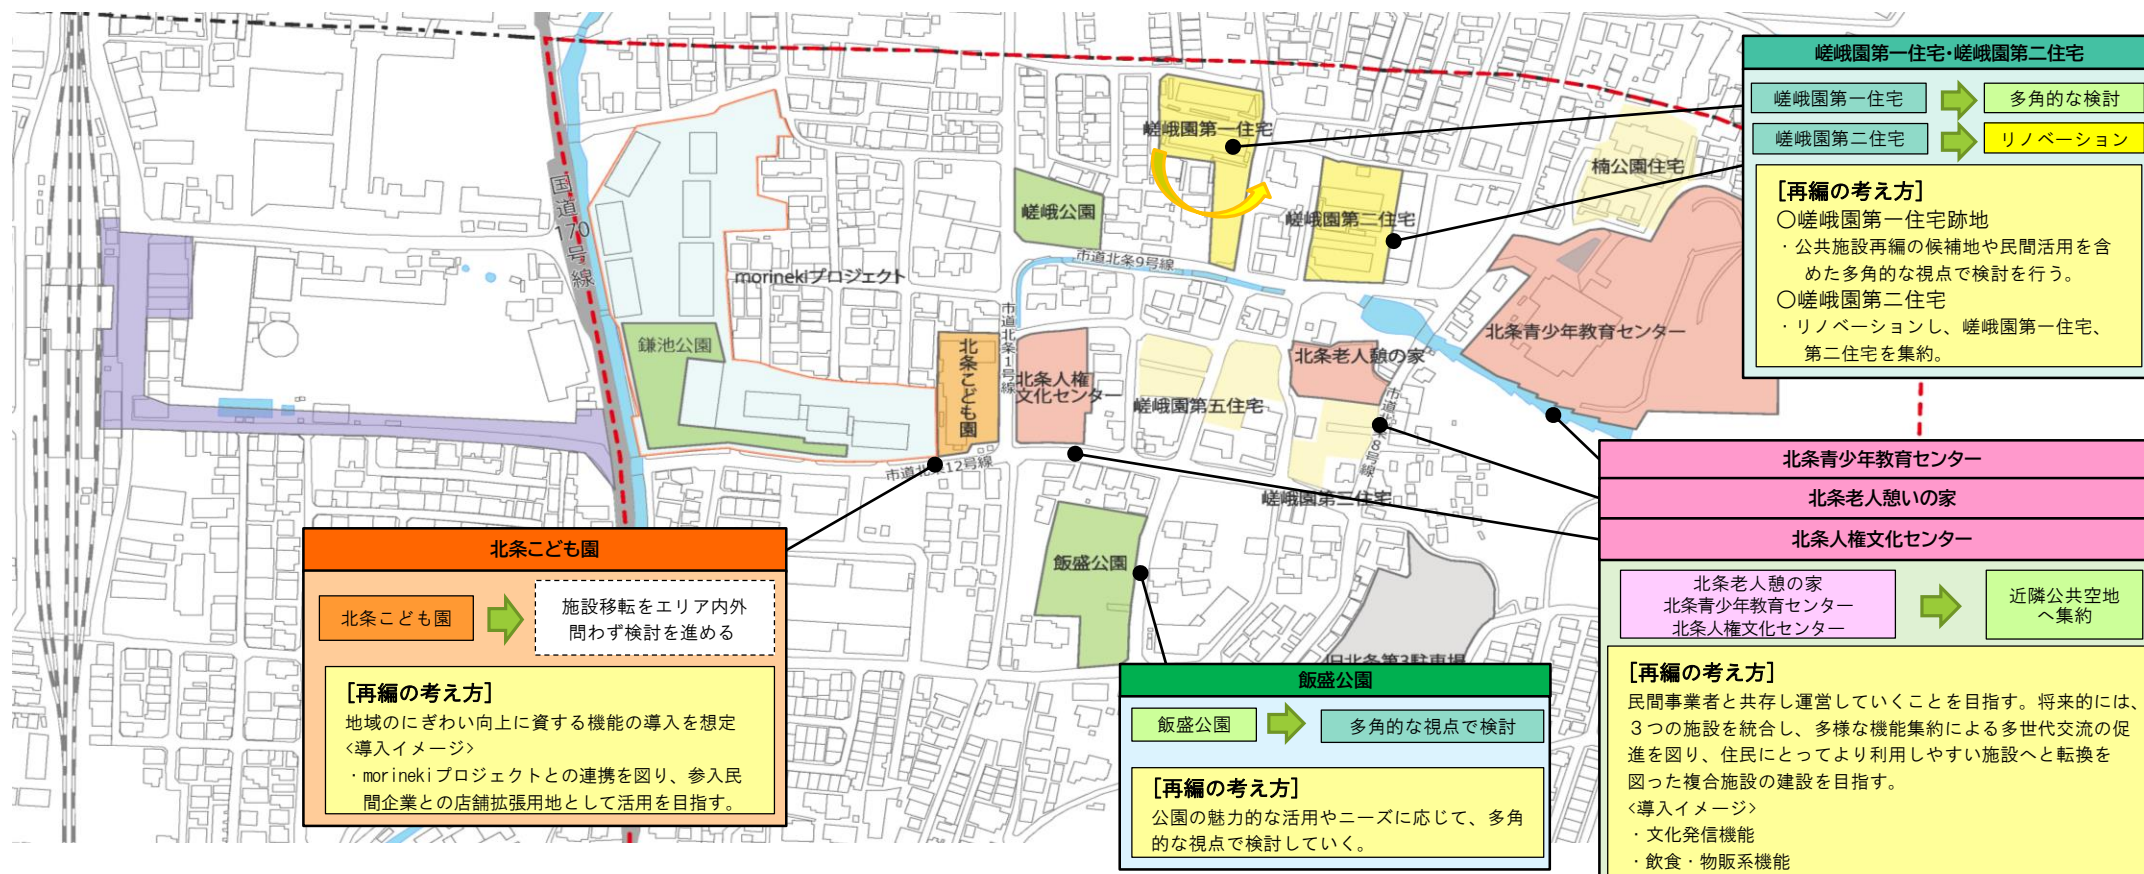 嵯峨園第一住宅・嵯峨園第二住宅
嵯峨園第一住宅
多角的な検討
嵯峨園第二住宅
リノベーション
[再編の考え方]
〇嵯峨園第一住宅跡地
・公共施設再編の候補地や民間活用を含
めた多角的な視点で検討を行う。
〇嵯峨園第二住宅
・リノベーションし、嵯峨園第一住宅、
第二住宅を集約。
嵯峨園第一住宅
楠公園住宅
国道170号線
嵯峨公園
嵯峨園第二住宅
市道北条9号線
morinekiプロジェクト
市道北条1号線
北条青少年教育センター
鎌池公園
北条こども園
北条人権
文化センター
北条老人憩の家
嵯峨園第五住宅
市道北条8号線
市道北条12号線
嵯峨園第三住宅
飯盛公園
旧北条第3駐車場
北条こども園
北条こども園
施設移転をエリア内外
問わず検討を進める
[再編の考え方]
地域のにぎわい向上に資する機能の導入を想定
<導入イメージ>
・morinekiプロジェクトとの連携を図り、参入民
間企業との店舗拡張用地として活用を目指す。
飯盛公園
飯盛公園
多角的な視点で検討
[再編の考え方]
公園の魅力的な活用やニーズに応じて、多角
的な視点で検討していく。
北条青少年教育センター
北条老人憩いの家
北条人権文化センター
北条老人憩の家
北条青少年教育センター
北条人権文化センター
近隣公共空地
へ集約
[再編の考え方]
民間事業者と共存し運営していくことを目指す。将来的には、
３つの施設を統合し、多様な機能集約による多世代交流の促
進を図り、住民にとってより利用しやすい施設へと転換を
図った複合施設の建設を目指す。
<導入イメージ>
・文化発信機能
・飲食・物販系機能